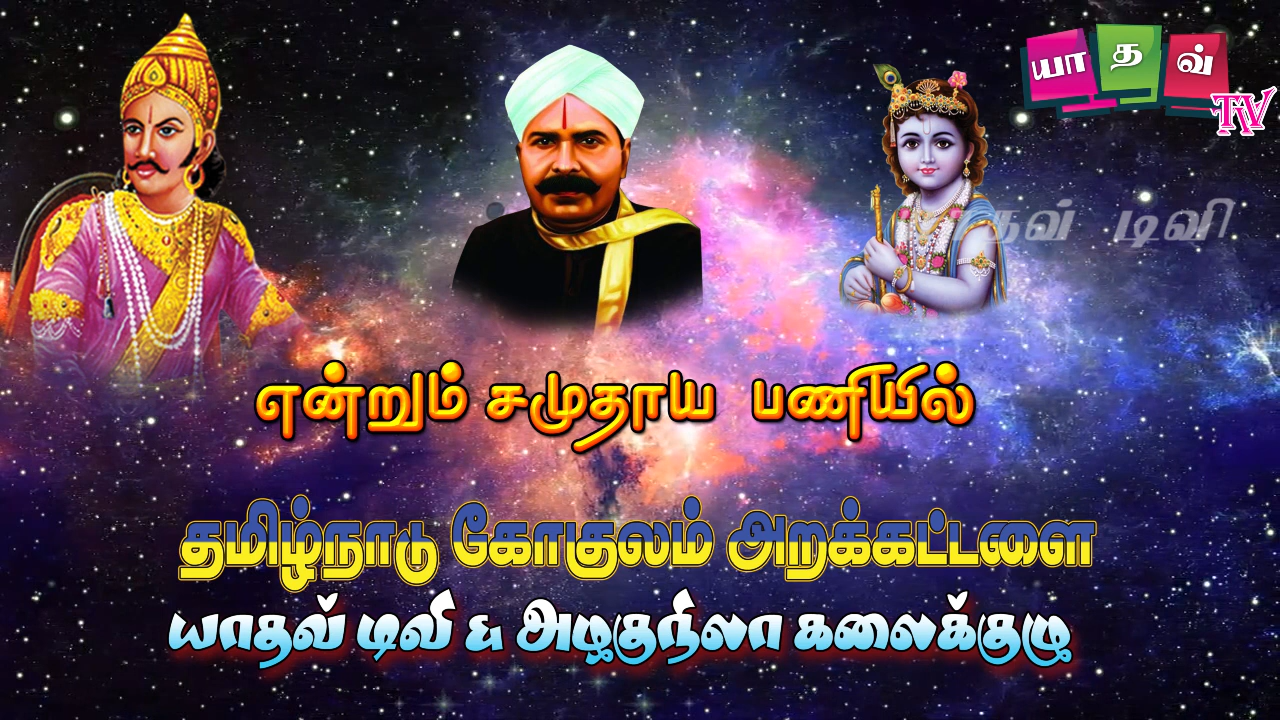 யாதவ்
TV
தவ் டிவி
என்றும் சமுதாய பணியில்
தமிழ்நாடு கோகுலம் அறக்கட்டளை
யாதவ் டிவி & அழகுநிலா கலைக்குழு